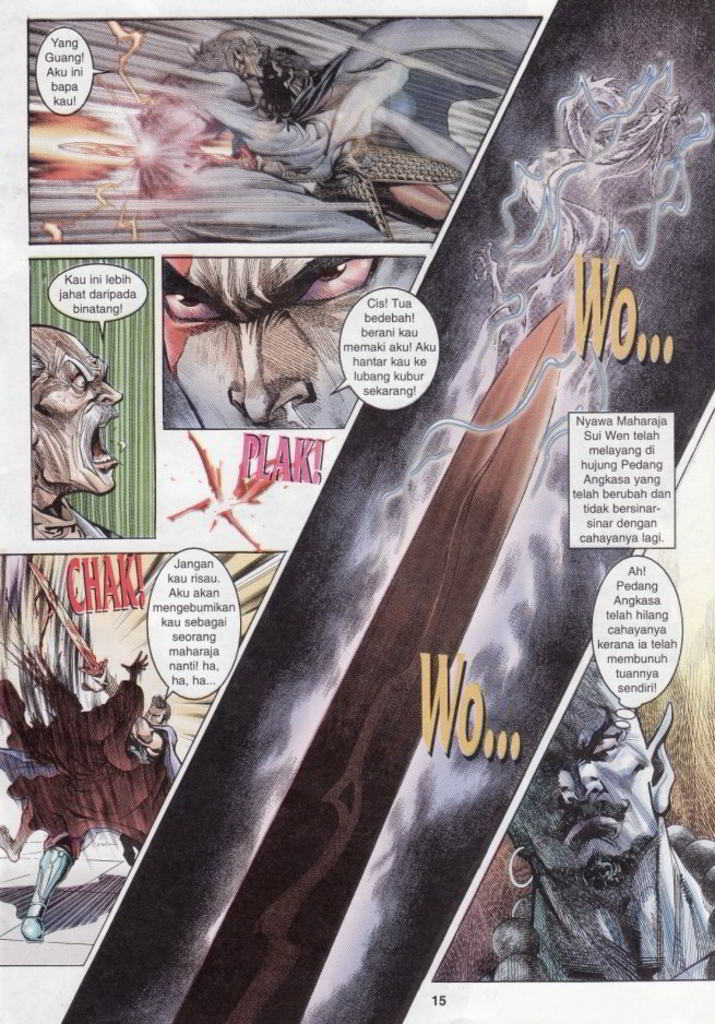 Yang
Guang!
Aku ini
bapa
kau!
Kau ini lebih
jahat daripada
binatang!
Cis! Tua
bedebah!
berani kau
memaki aku! Aku
hantar kau ke
lubang kubur
sekarang!
PLAK!
CHAK!
Jangan
kau risau.
Aku akan
mengebumikan
kau sebagai
seorang
maharaja
nanti! ha,
ha, ha...
Wo...
Nyawa Maharaja
Sui Wen telah
melayang di
hujung Pedang
Angkasa yang
telah berubah dan
tidak bersinar-
sinar dengan
cahayanya lagi.
Wo...
Ah!
Pedang
Angkasa
telah hilang
cahayanya
kerana ia telah
membunuh
tuannya
sendiri!
15